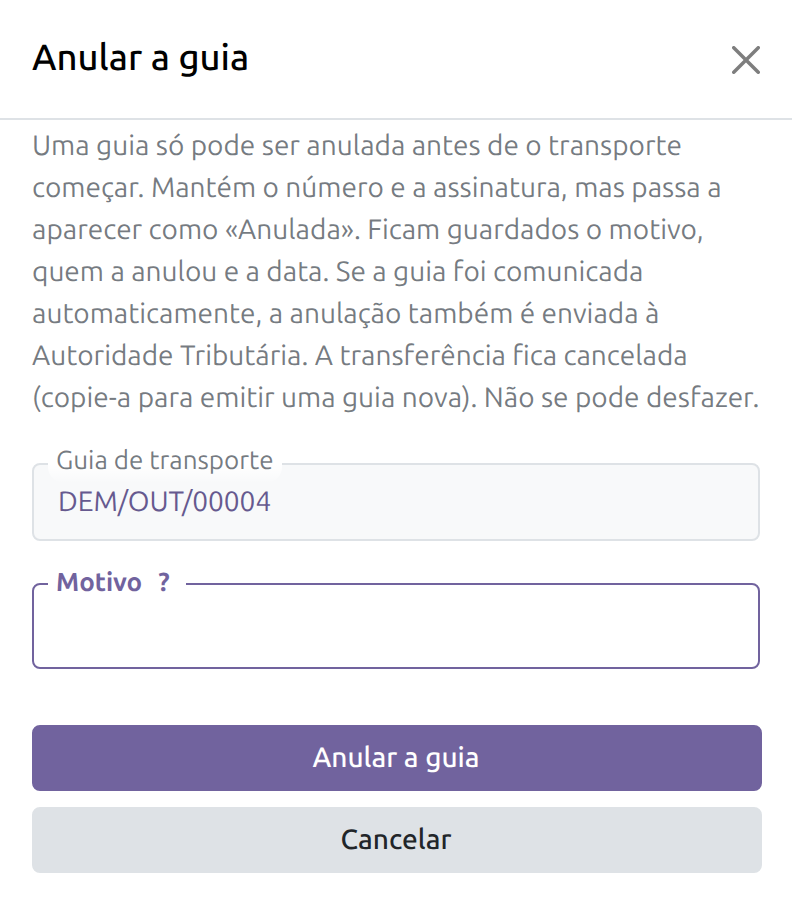 Anular a guia
Uma guia só pode ser anulada antes de o transporte
começar. Mantém o número e a assinatura, mas passa a
aparecer como «Anulada». Ficam guardados o motivo,
quem a anulou e a data. Se a guia foi comunicada
automaticamente, a anulação também é enviada à
Autoridade Tributária. A transferência fica cancelada
(copie-a para emitir uma guia nova). Não se pode desfazer.
Guia de transporte
DEM/OUT/00004
Motivo ?
Anular a guia
Cancelar